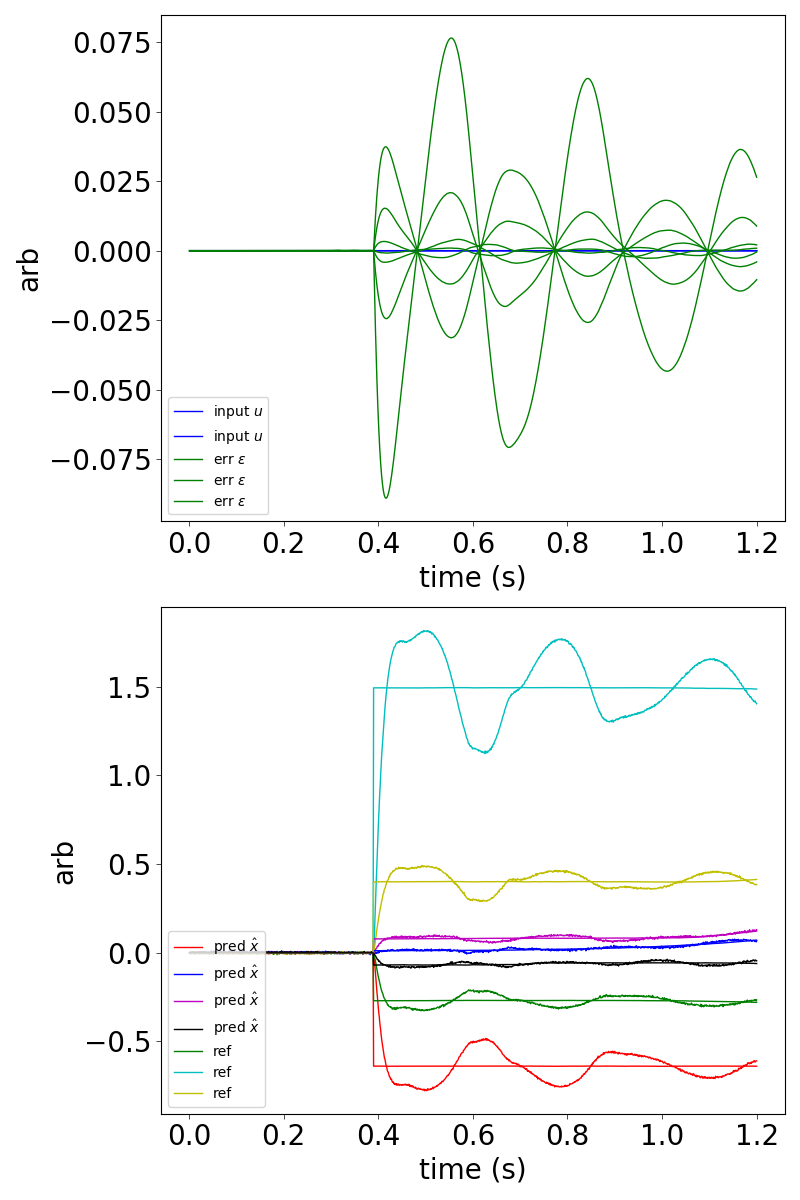 0.075
0.050
0.025
0.000
−0.025
−0.050
−0.075
arb
input u
input u
err ε
err ε
err ε
0.0 0.2 0.4 0.6 0.8 1.0 1.2
time (s)
1.5
1.0
0.5
0.0
−0.5
arb
pred x̂
pred x̂
pred x̂
pred x̂
ref
ref
ref
0.0 0.2 0.4 0.6 0.8 1.0 1.2
time (s)